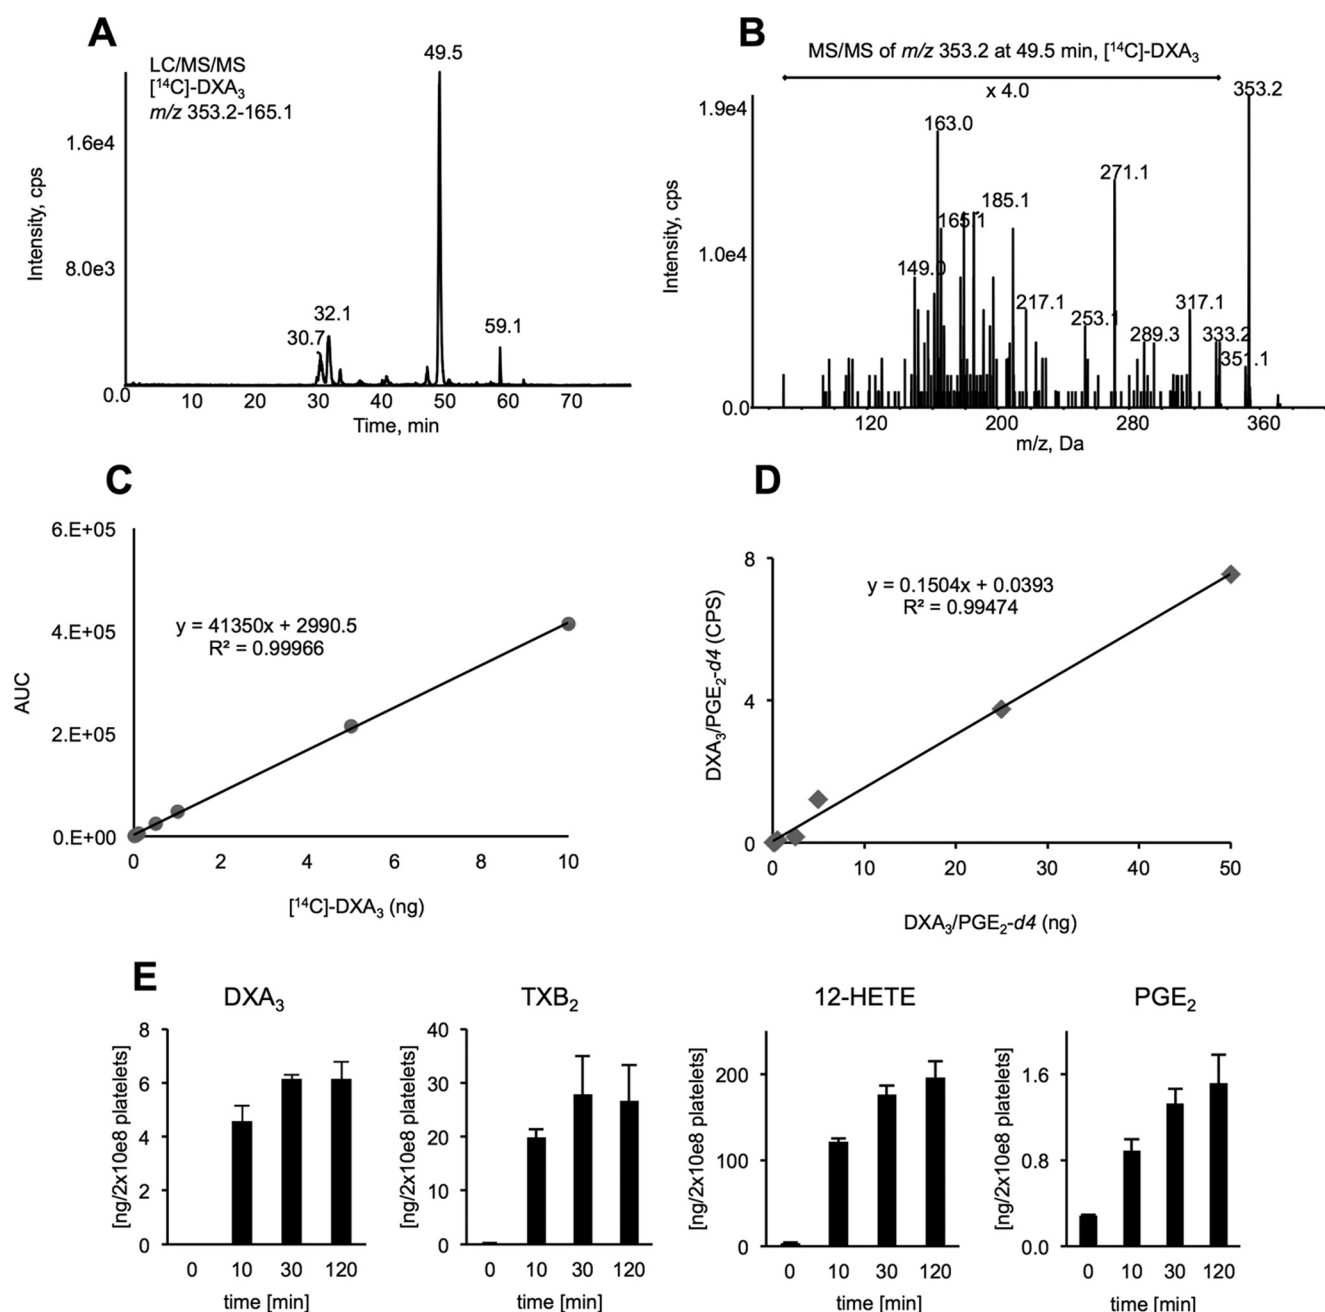 A
LC/MS/MS
[¹⁴C]-DXA₃
m/z 353.2-165.1
49.5
1.6e4
8.0e3
0.0
Intensity, cps
30.7
32.1
59.1
10 20 30 40 50 60 70
Time, min
B
MS/MS of m/z 353.2 at 49.5 min, [¹⁴C]-DXA₃
x 4.0
353.2
1.9e4
1.0e4
0.0
Intensity, cps
163.0
271.1
185.1
165.1
149.0
217.1
253.1
289.3
317.1
333.2
351.1
120 200 280 360
m/z, Da
C
6.E+05
4.E+05
2.E+05
0.E+00
AUC
y = 41350x + 2990.5
R² = 0.99966
0 2 4 6 8 10
[¹⁴C]-DXA₃ (ng)
D
8
4
0
DXA₃/PGE₂-d4 (CPS)
y = 0.1504x + 0.0393
R² = 0.99474
0 10 20 30 40 50
DXA₃/PGE₂-d4 (ng)
E
DXA₃
[ng/2x10e8 platelets]
8
6
4
2
0
0 10 30 120
time [min]
TXB₂
[ng/2x10e8 platelets]
40
30
20
10
0
0 10 30 120
time [min]
12-HETE
[ng/2x10e8 platelets]
200
100
0
0 10 30 120
time [min]
PGE₂
[ng/2x10e8 platelets]
1.6
0.8
0.0
0 10 30 120
time [min]